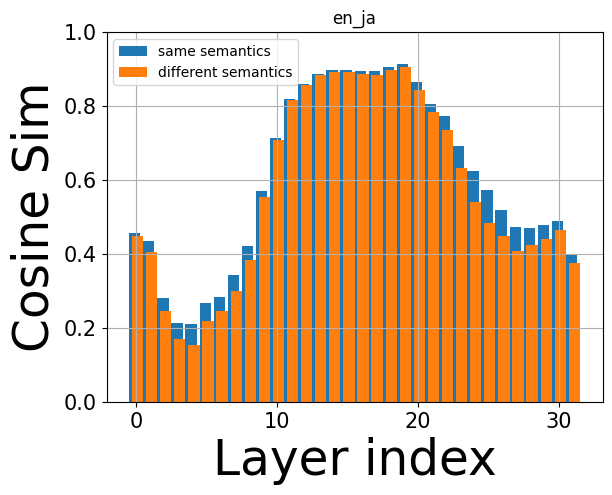 en_ja
same semantics
different semantics
1.0
0.8
0.6
0.4
0.2
0.0
Cosine Sim
0 10 20 30
Layer index